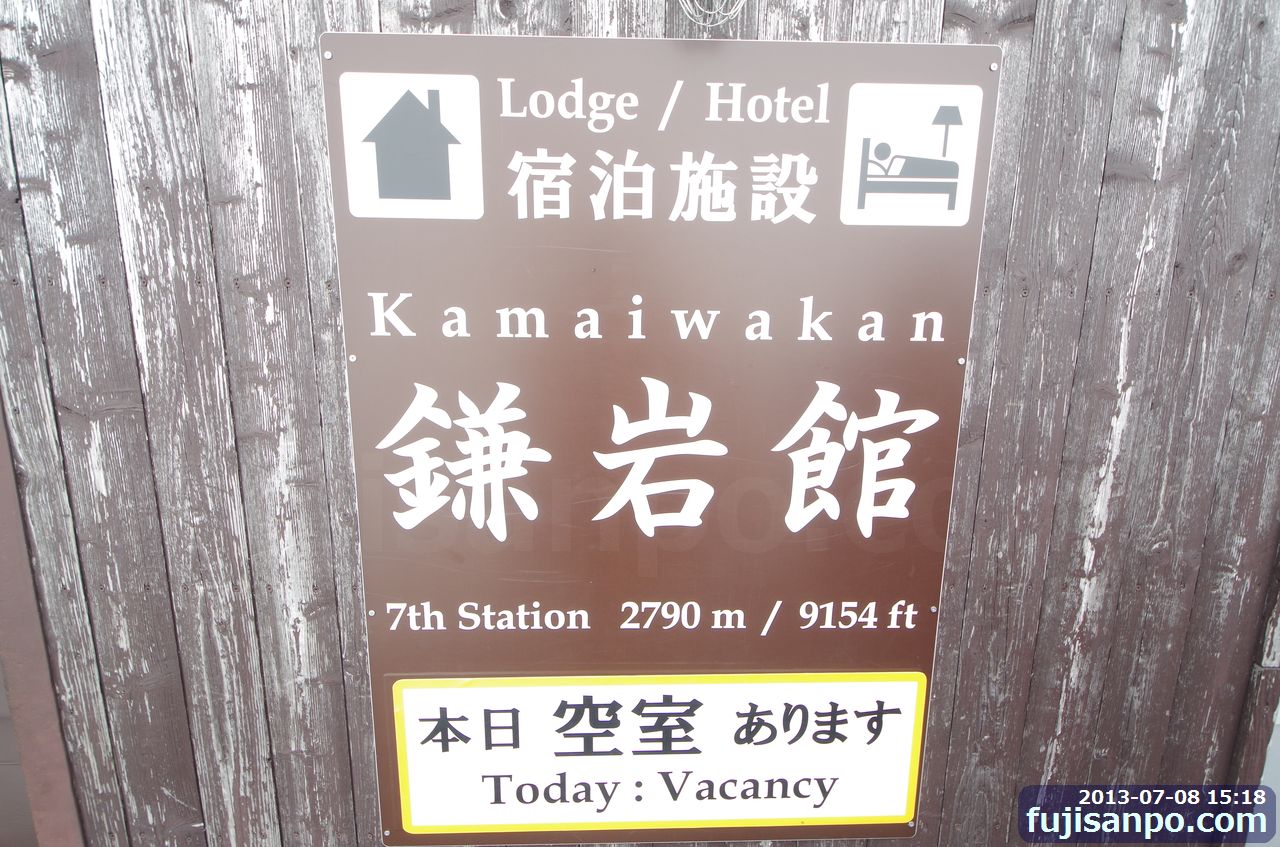 Lodge / Hotel
宿泊施設
Kamaiwakan
鎌岩館
7th Station 2790 m / 9154 ft
本日 空室 あります
Today : Vacancy
2013-07-08 15:18
fujisanpo.com